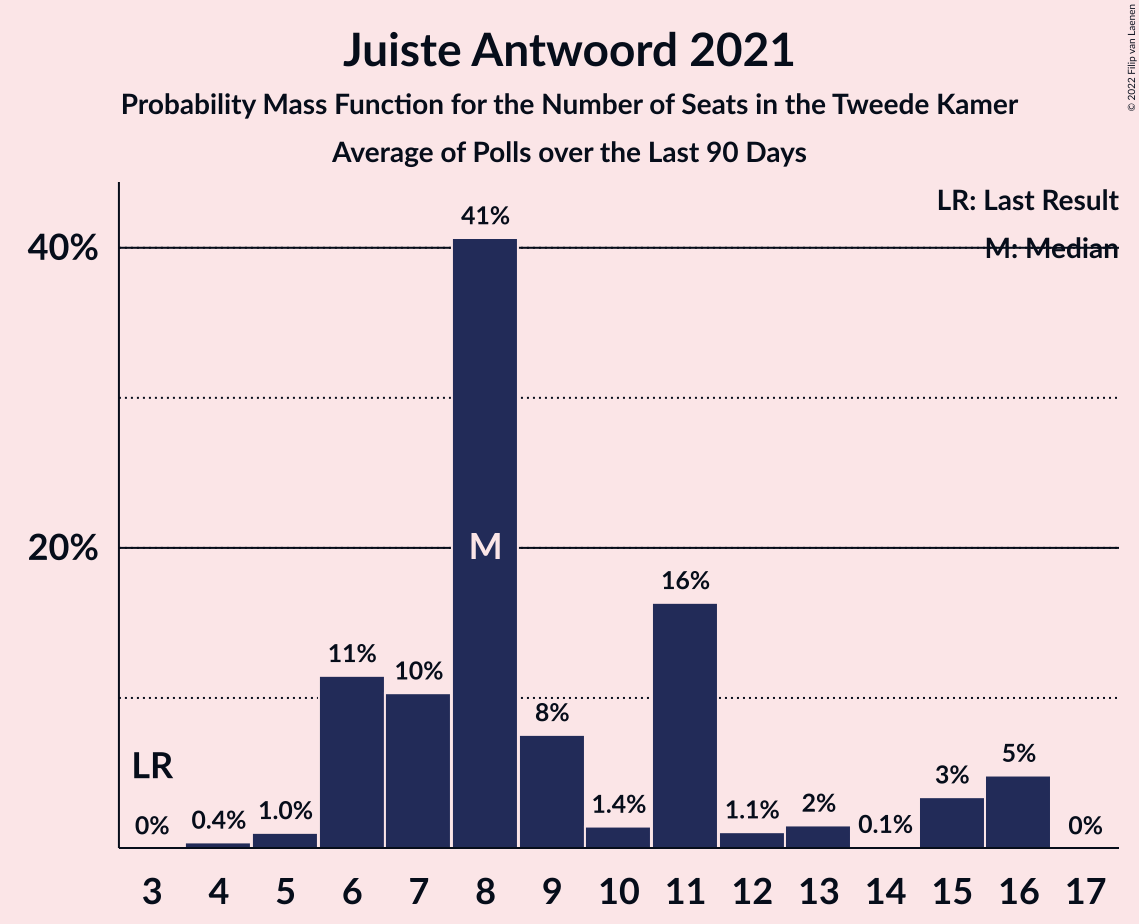 Juiste Antwoord 2021
Probability Mass Function for the Number of Seats in the Tweede Kamer
Average of Polls over the Last 90 Days
© 2022 Filip van Laenen
LR: Last Result
M: Median
40%
20%
41%
M
16%
11%
10%
8%
LR
0%
0.4%
1.0%
1.4%
1.1%
2%
0.1%
3%
5%
0%
3 4 5 6 7 8 9 10 11 12 13 14 15 16 17